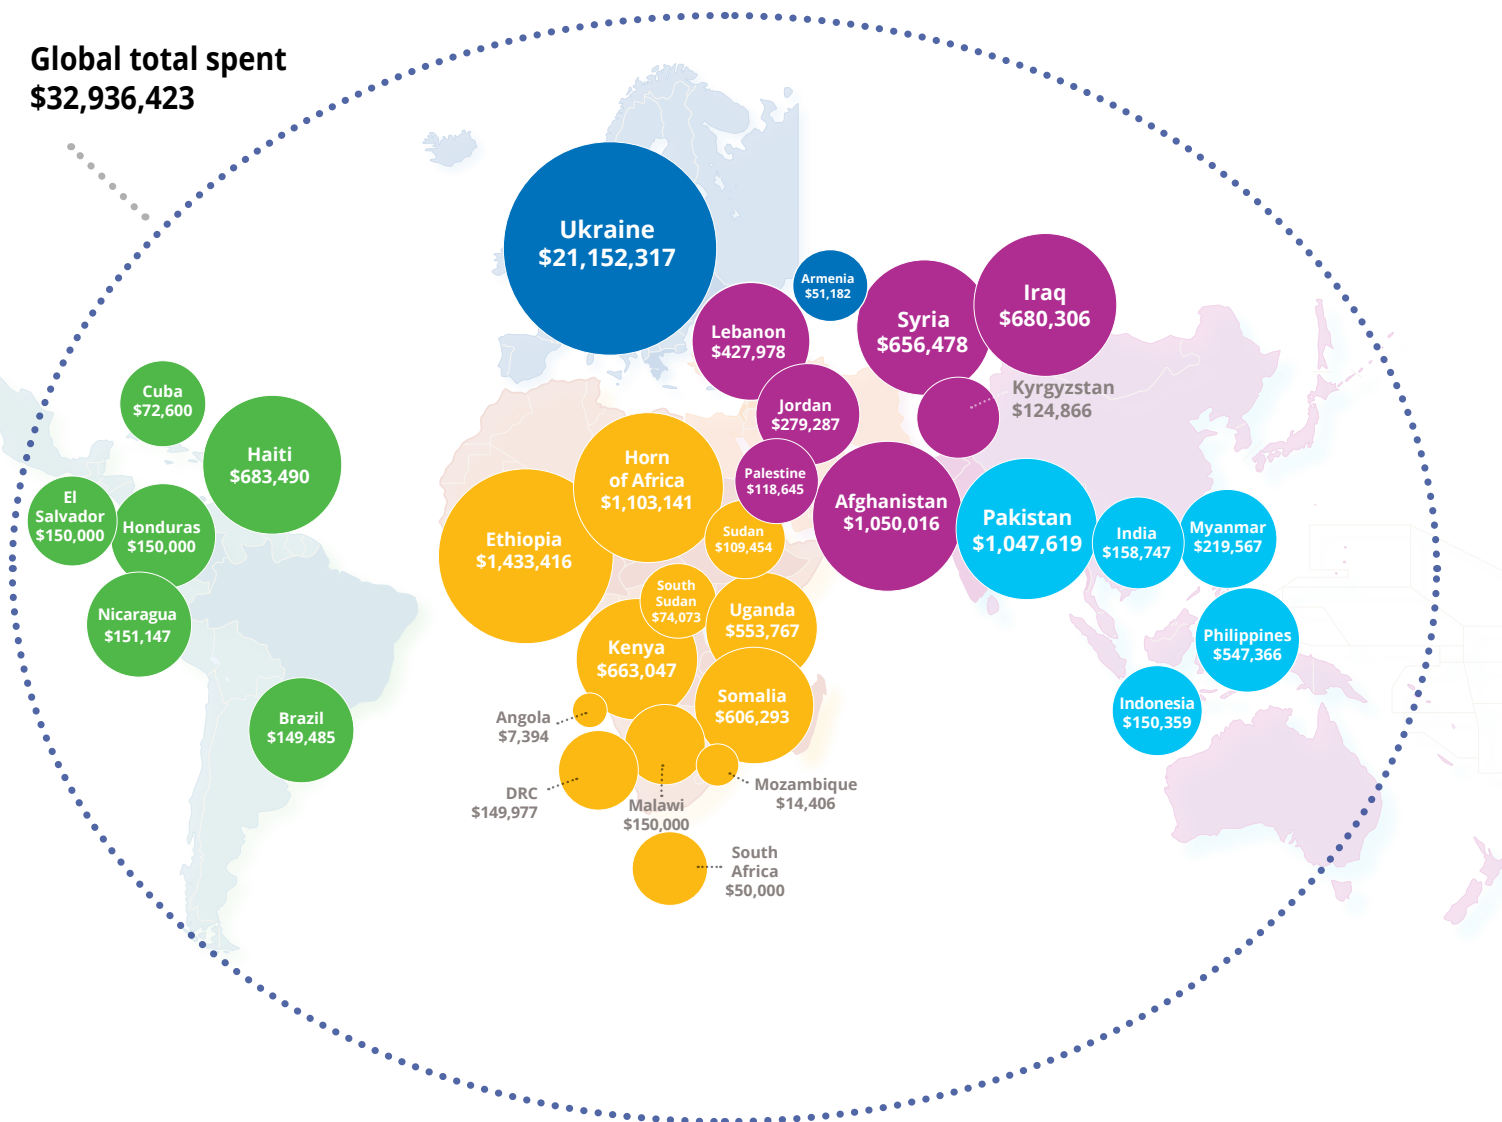 Global total spent
$32,936,423
Ukraine
$21,152,317
Armenia
$51,182
Lebanon
$427,978
Syria
$656,478
Iraq
$680,306
Kyrgyzstan
$124,866
Jordan
$279,287
Palestine
$118,645
Afghanistan
$1,050,016
Cuba
$72,600
Haiti
$683,490
El
Salvador
$150,000
Honduras
$150,000
Nicaragua
$151,147
Brazil
$149,485
Horn
of Africa
$1,103,141
Ethiopia
$1,433,416
Sudan
$109,454
South
Sudan
$74,073
Uganda
$553,767
Kenya
$663,047
Somalia
$606,293
Angola
$7,394
DRC
$149,977
Malawi
$150,000
Mozambique
$14,406
South
Africa
$50,000
Pakistan
$1,047,619
India
$158,747
Myanmar
$219,567
Philippines
$547,366
Indonesia
$150,359